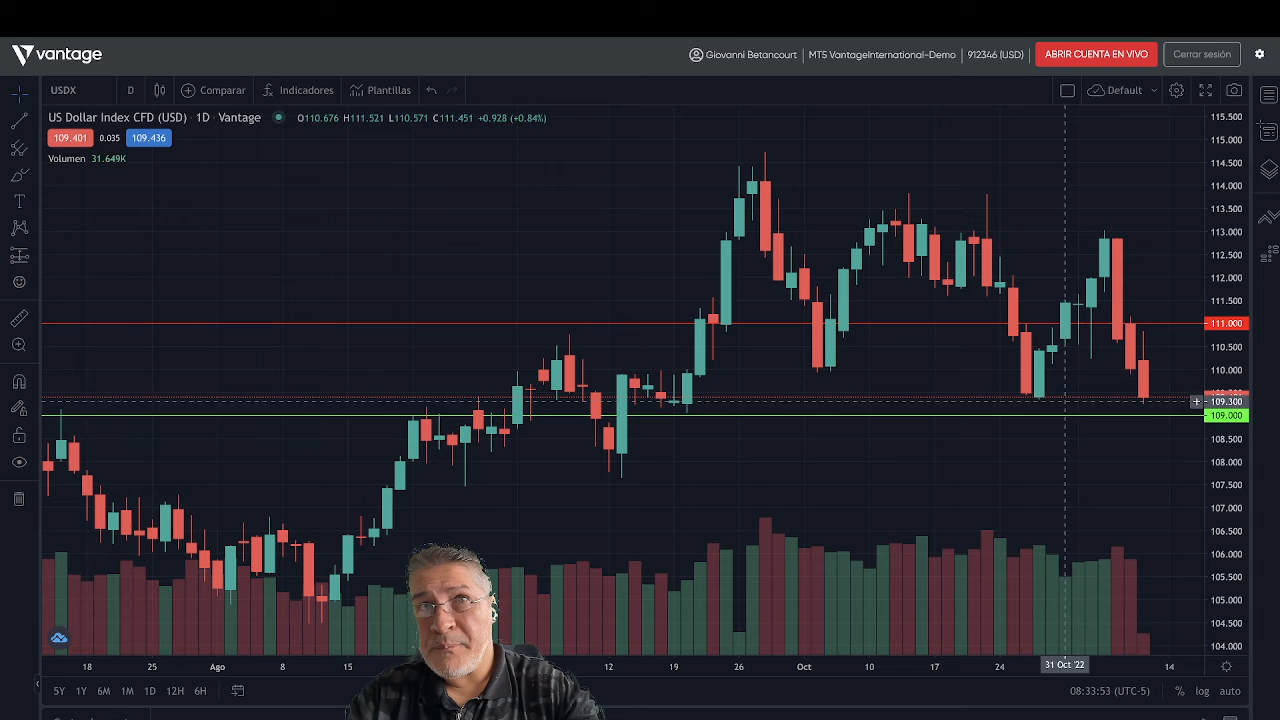 vantage
Giovanni Betancourt
MT5 VantageInternational-Demo
912346 (USD)
ABRIR CUENTA EN VIVO
Cerrar sesión
USDX
D
Comparar
Indicadores
Plantillas
Default
US Dollar Index CFD (USD) · 1D · Vantage
O110.676 H111.521 L110.571 C111.451 +0.928 (+0.84%)
109.401 0.035 109.436
Volumen 31.649K
115.500
114.500
114.000
113.500
113.000
112.500
112.000
111.500
111.000
110.500
110.000
109.300
109.000
108.500
108.000
107.500
107.000
106.500
106.000
105.500
105.000
104.500
104.000
18 25 Ago 8 15 12 19 26 Oct 10 17 24 31 Oct '22 14
5Y 1Y 6M 1M 1D 12H 6H
08:33:53 (UTC-5) % log auto